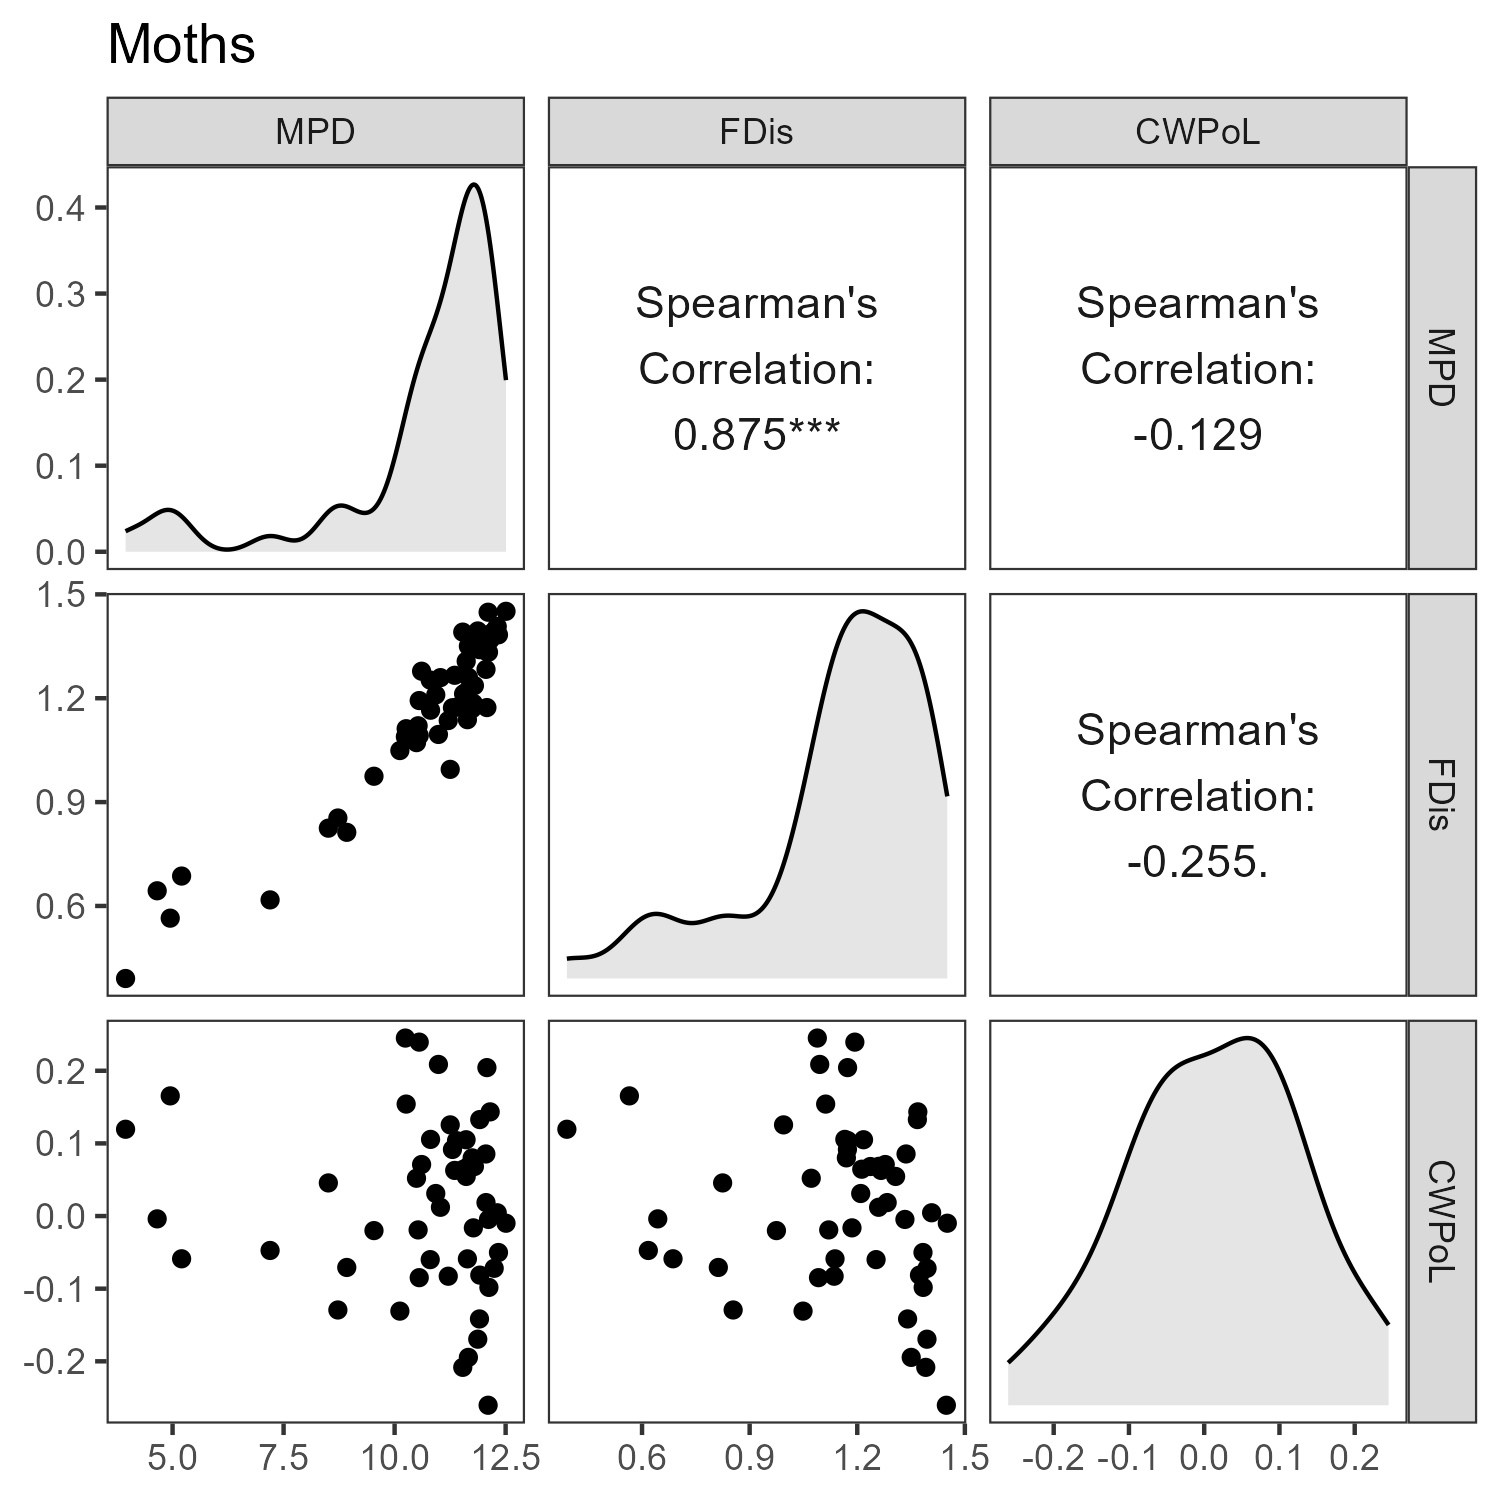 Moths
MPD
FDis
CWPoL
0.4
0.3
0.2
0.1
0.0
Spearman's
Correlation:
0.875***
Spearman's
Correlation:
-0.129
MPD
1.5
1.2
0.9
0.6
Spearman's
Correlation:
-0.255.
FDis
0.2
0.1
0.0
-0.1
-0.2
CWPoL
5.0 7.5 10.0 12.5
0.6 0.9 1.2 1.5
-0.2 -0.1 0.0 0.1 0.2